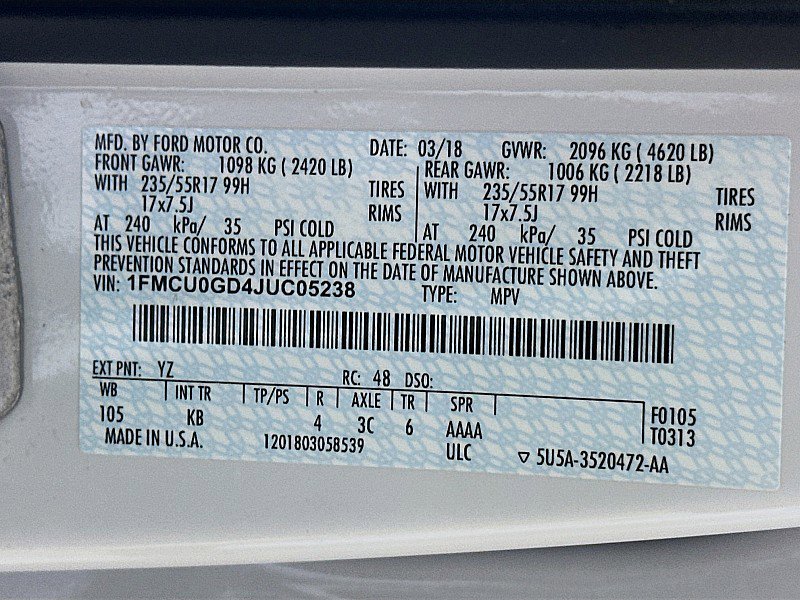 MFD. BY FORD MOTOR CO. DATE: 03/18 GVWR: 2096 KG ( 4620 LB)
FRONT GAWR: 1098 KG ( 2420 LB) REAR GAWR: 1006 KG ( 2218 LB)
WITH 235/55R17 99H TIRES WITH 235/55R17 99H TIRES
17x7.5J RIMS 17x7.5J RIMS
AT 240 kPa/ 35 PSI COLD AT 240 kPa/ 35 PSI COLD
THIS VEHICLE CONFORMS TO ALL APPLICABLE FEDERAL MOTOR VEHICLE SAFETY AND THEFT
PREVENTION STANDARDS IN EFFECT ON THE DATE OF MANUFACTURE SHOWN ABOVE.
VIN: 1FMCU0GD4JUC05238 TYPE: MPV
EXT PNT: YZ RC: 48 DSO:
WB INT TR TP/PS R AXLE TR SPR F0105
105 KB 4 3C 6 AAAA T0313
MADE IN U.S.A. 1201803058539 ULC ▽ 5U5A-3520472-AA